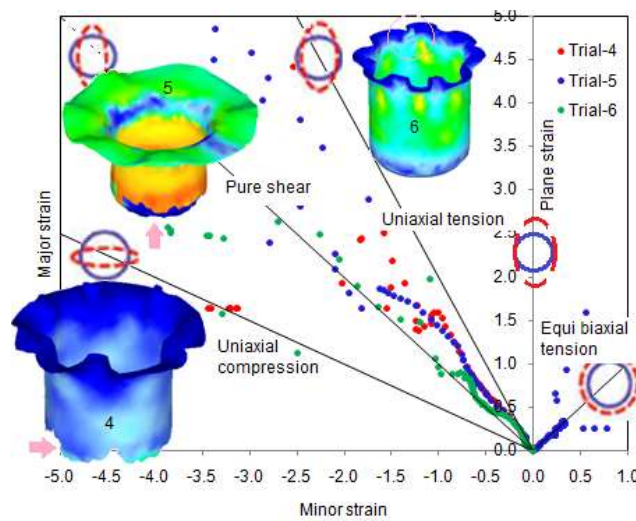 5.0
4.5
4.0
3.5
3.0
2.5
2.0
1.5
1.0
0.5
0.0
Major strain
Plane strain
Trial-4
Trial-5
Trial-6
5
6
4
Pure shear
Uniaxial tension
Uniaxial
compression
Equi biaxial
tension
-5.0 -4.5 -4.0 -3.5 -3.0 -2.5 -2.0 -1.5 -1.0 -0.5 0.0 0.5 1.0
Minor strain